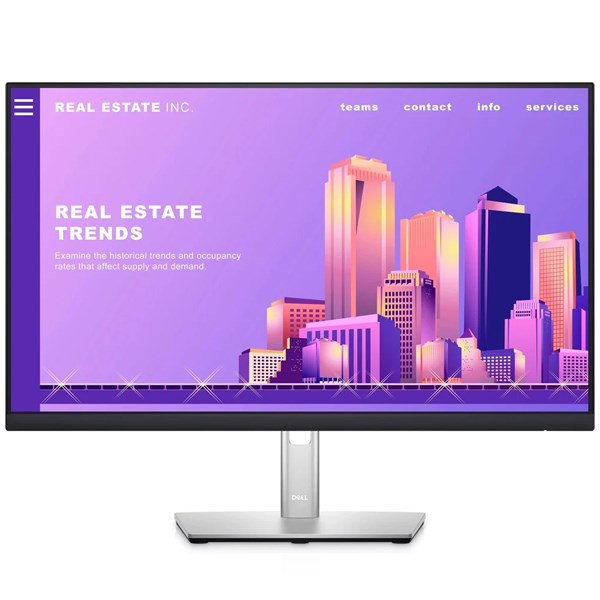 REAL ESTATE INC.
teams contact info services
REAL ESTATE
TRENDS
Examine the historical trends and occupancy
rates that affect supply and demand.
DELL